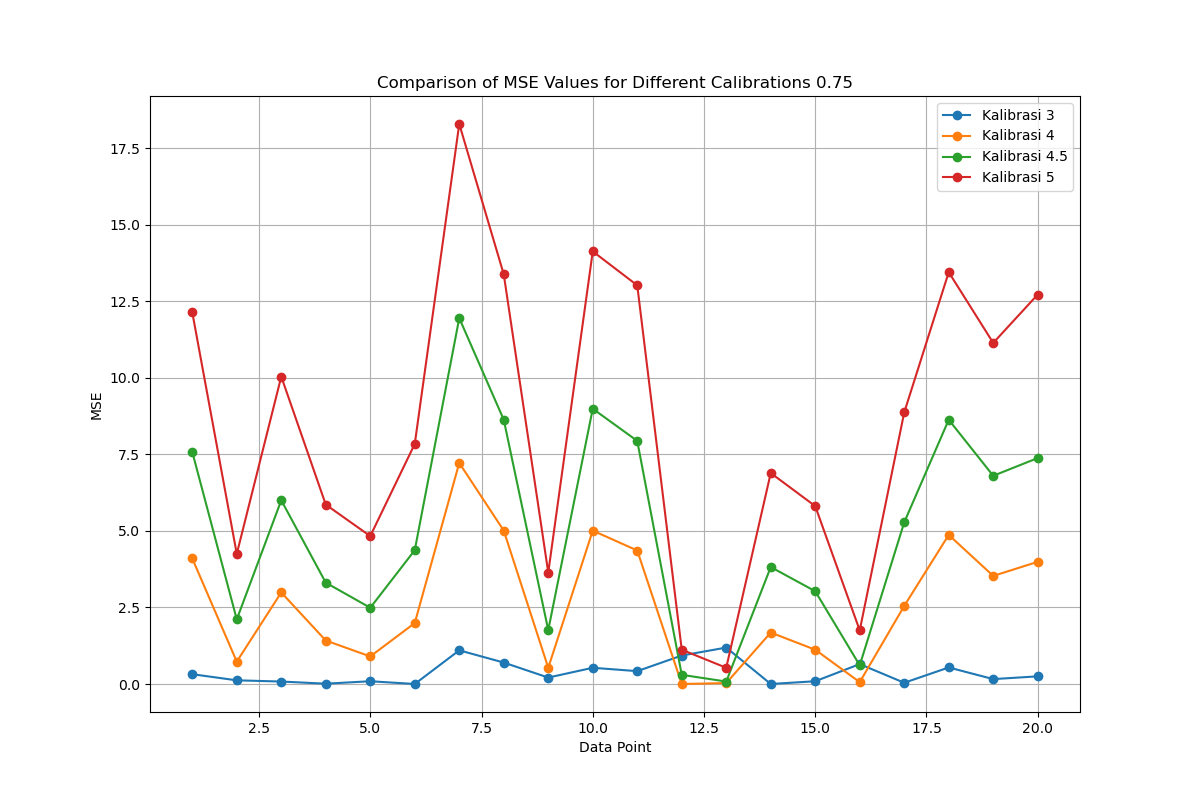 Comparison of MSE Values for Different Calibrations 0.75
Kalibrasi 3
Kalibrasi 4
Kalibrasi 4.5
Kalibrasi 5
MSE
17.5
15.0
12.5
10.0
7.5
5.0
2.5
0.0
2.5 5.0 7.5 10.0 12.5 15.0 17.5 20.0
Data Point